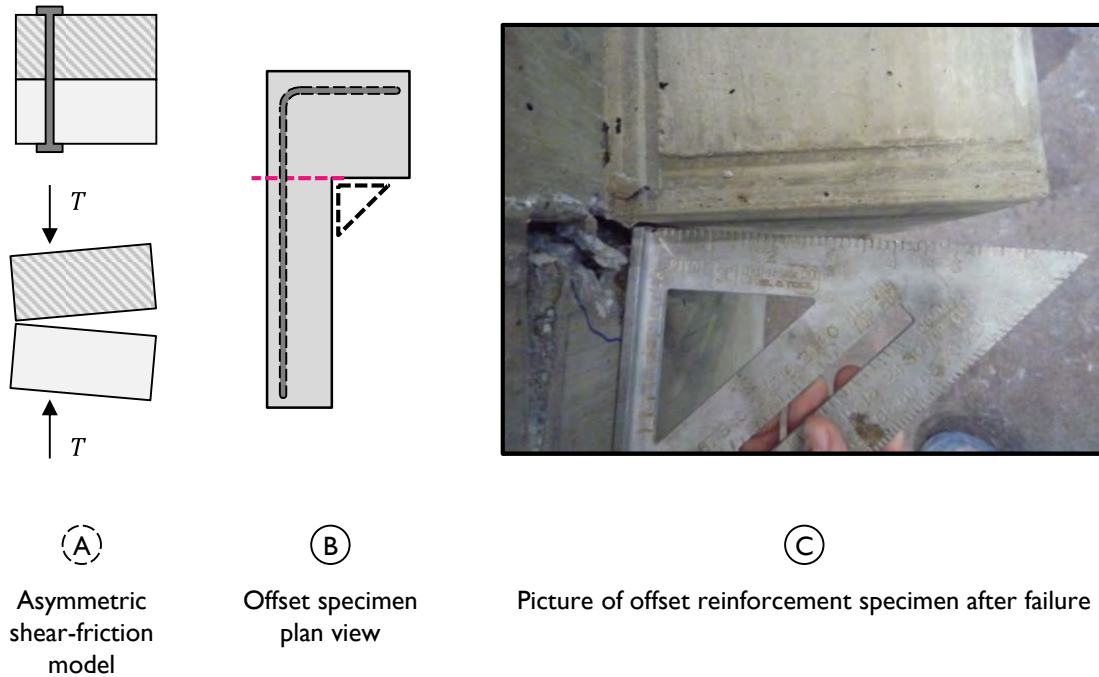 T
T
A
Asymmetric
shear-friction
model
B
Offset specimen
plan view
C
Picture of offset reinforcement specimen after failure